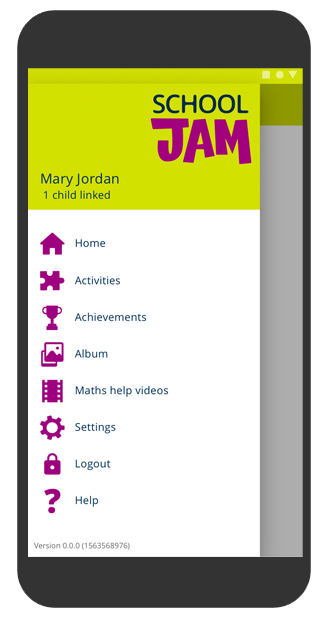 SCHOOL
JAM
Mary Jordan
1 child linked
Home
Activities
Achievements
Album
Maths help videos
Settings
Logout
Help
Version 0.0.0 (1563568976)